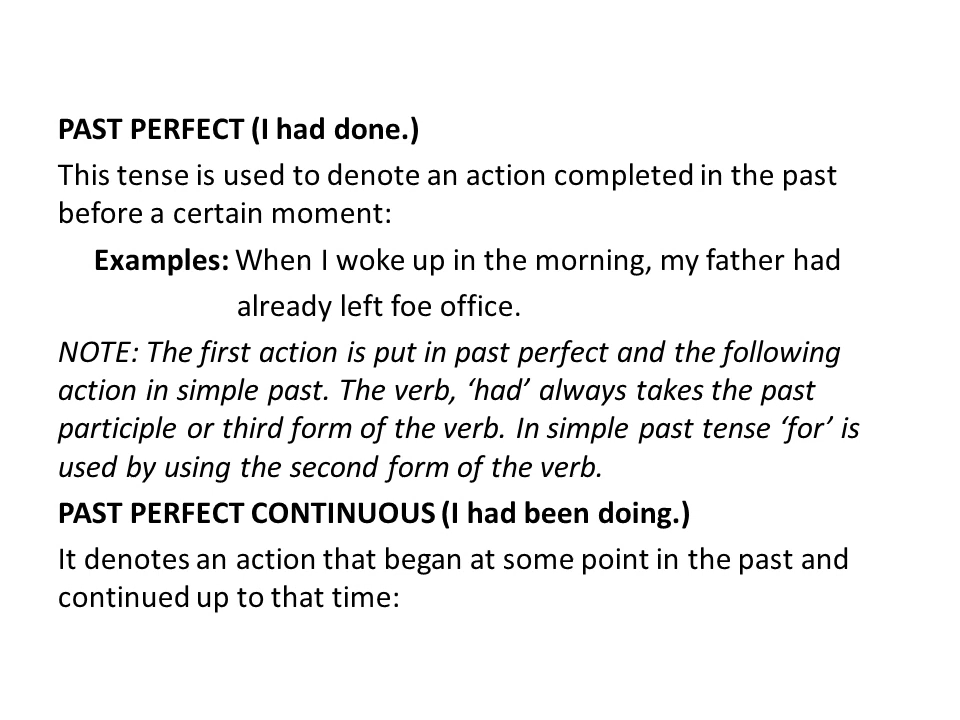 PAST PERFECT (I had done.)
This tense is used to denote an action completed in the past
before a certain moment:
Examples: When I woke up in the morning, my father had
already left foe office.
NOTE: The first action is put in past perfect and the following
action in simple past. The verb, ‘had’ always takes the past
participle or third form of the verb. In simple past tense ‘for’ is
used by using the second form of the verb.
PAST PERFECT CONTINUOUS (I had been doing.)
It denotes an action that began at some point in the past and
continued up to that time: